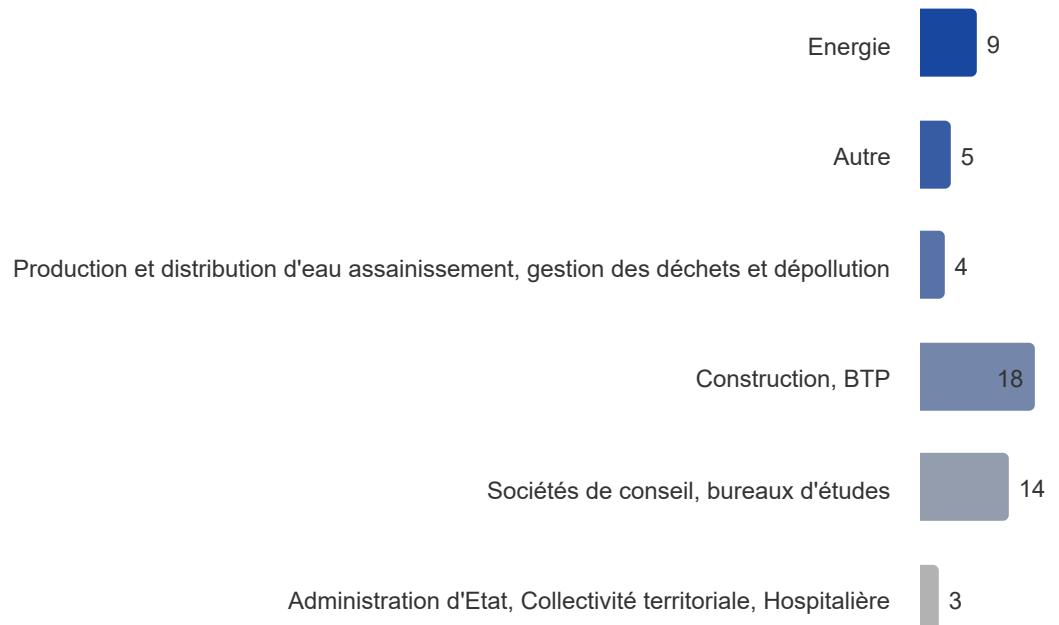 Energie 9
Autre 5
Production et distribution d'eau assainissement, gestion des déchets et dépollution 4
Construction, BTP 18
Sociétés de conseil, bureaux d'études 14
Administration d'Etat, Collectivité territoriale, Hospitalière 3